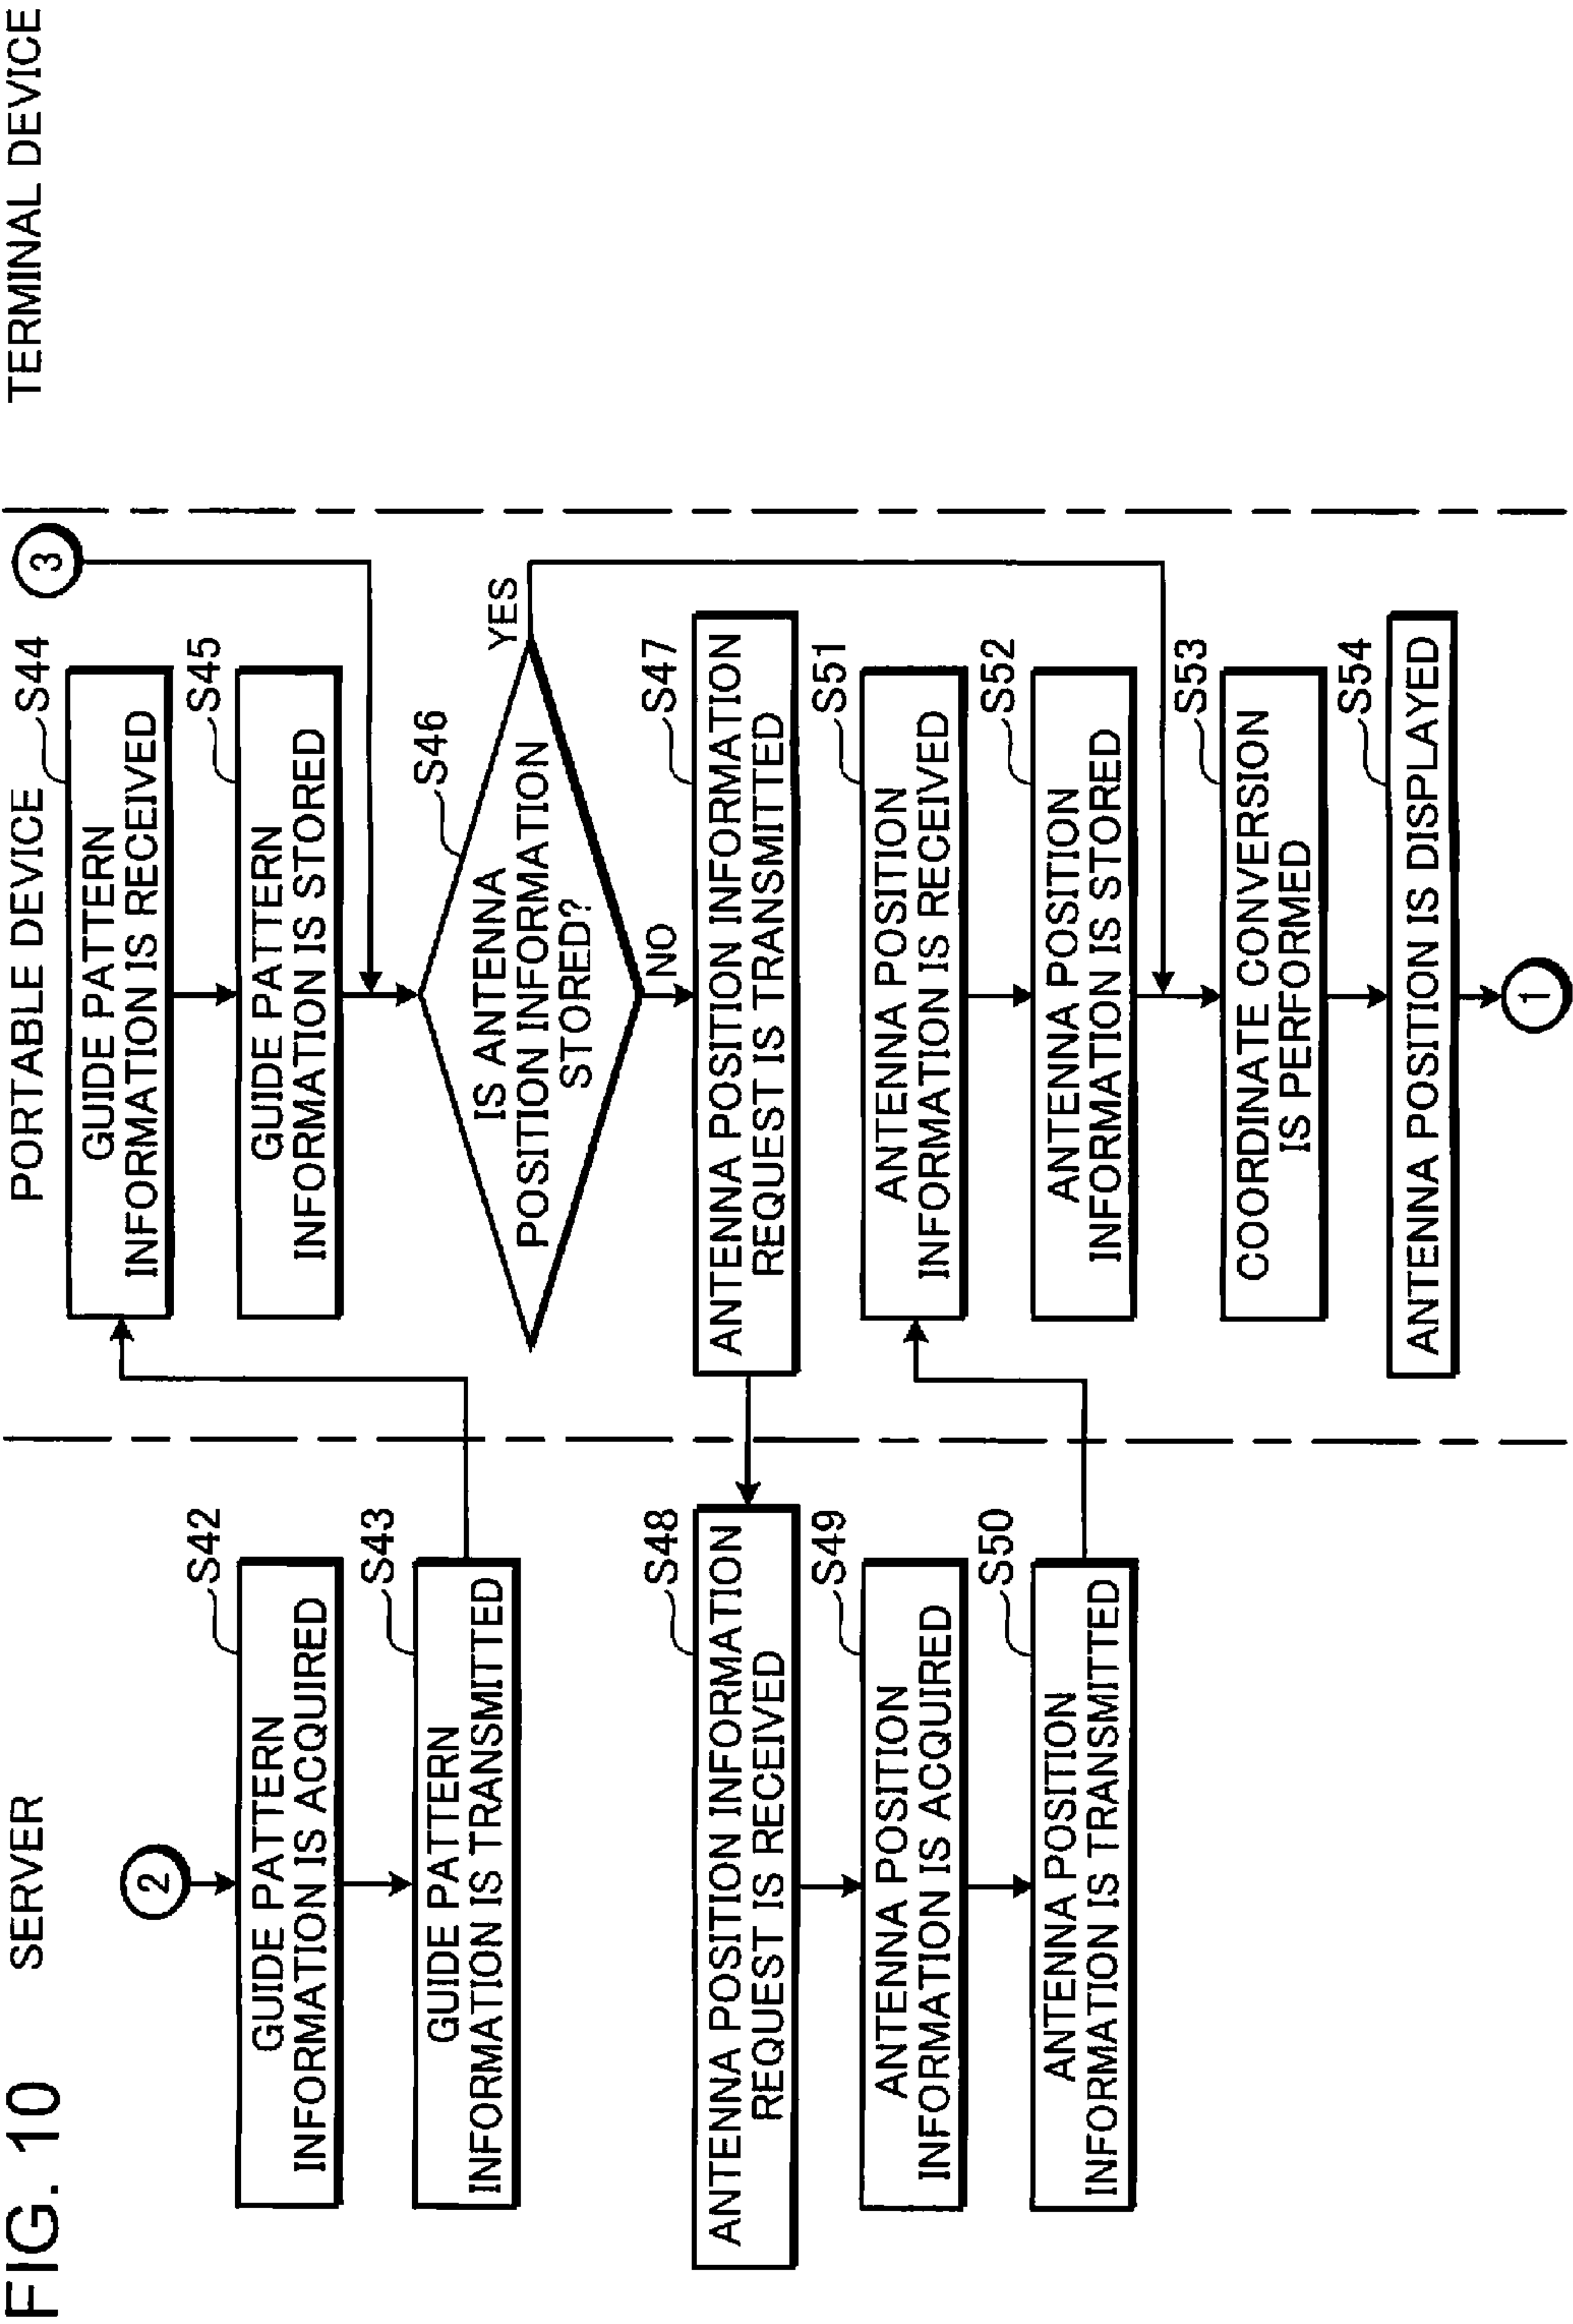 FIG. 10
SERVER
PORTABLE DEVICE
TERMINAL DEVICE
2
S42
GUIDE PATTERN
INFORMATION IS ACQUIRED
S43
GUIDE PATTERN
INFORMATION IS TRANSMITTED
S44
GUIDE PATTERN
INFORMATION IS RECEIVED
3
S45
GUIDE PATTERN
INFORMATION IS STORED
S46
IS ANTENNA
POSITION INFORMATION
STORED?
YES
NO
S47
ANTENNA POSITION INFORMATION
REQUEST IS TRANSMITTED
S48
ANTENNA POSITION INFORMATION
REQUEST IS RECEIVED
S49
ANTENNA POSITION
INFORMATION IS ACQUIRED
S50
ANTENNA POSITION
INFORMATION IS TRANSMITTED
S51
ANTENNA POSITION
INFORMATION IS RECEIVED
S52
ANTENNA POSITION
INFORMATION IS STORED
S53
COORDINATE CONVERSION
IS PERFORMED
S54
ANTENNA POSITION IS DISPLAYED
1